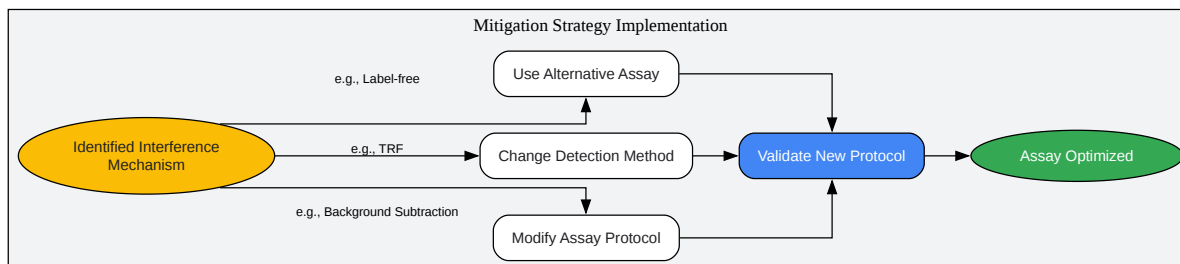 Mitigation Strategy Implementation
e.g., Label-free
Use Alternative Assay
Identified Interference
Mechanism
e.g., TRF
Change Detection Method
Validate New Protocol
Assay Optimized
e.g., Background Subtraction
Modify Assay Protocol